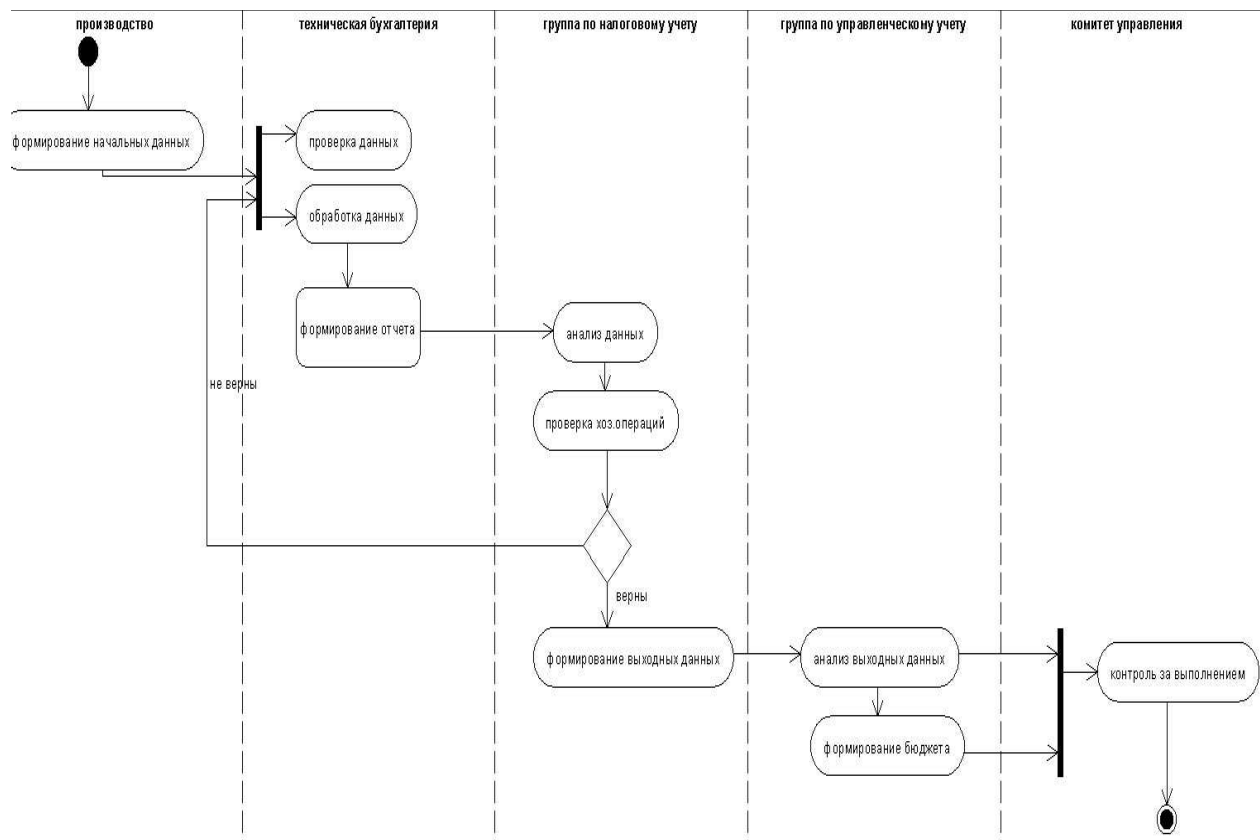 производство
техническая бухгалтерия
группа по налоговому учету
группа по управленческому учету
комитет управления
формирование начальных данных
проверка данных
обработка данных
формирование отчета
анализ данных
не верны
проверка хоз.операций
верны
формирование выходных данных
анализ выходных данных
контроль за выполнением
формирование бюджета